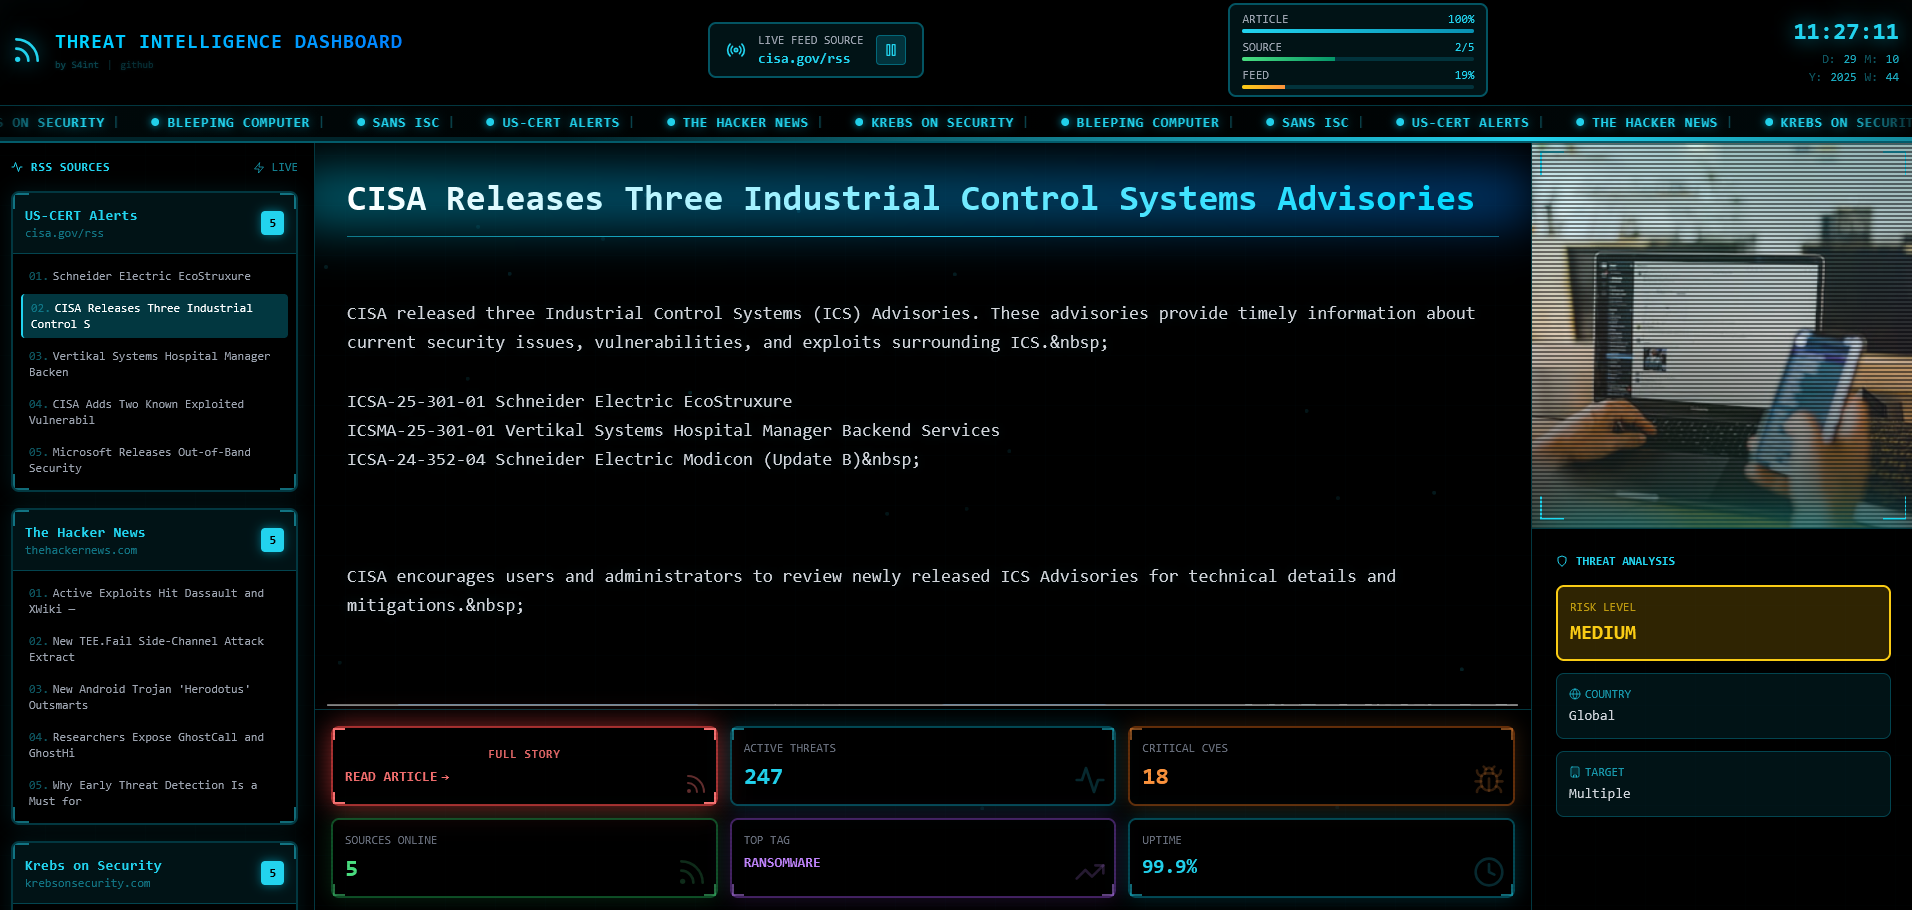 THREAT INTELLIGENCE DASHBOARD
by S4int | github
LIVE FEED SOURCE
cisa.gov/rss
ARTICLE 100%
SOURCE 2/5
FEED 19%
11:27:11
D: 29 M: 10
Y: 2025 W: 44
S ON SECURITY | BLEEPING COMPUTER | SANS ISC | US-CERT ALERTS | THE HACKER NEWS | KREBS ON SECURITY | BLEEPING COMPUTER | SANS ISC | US-CERT ALERTS | THE HACKER NEWS | KREBS ON SECURIT
RSS SOURCES LIVE
US-CERT Alerts 5
cisa.gov/rss
01. Schneider Electric EcoStruxure
02. CISA Releases Three Industrial
Control S
03. Vertikal Systems Hospital Manager
Backen
04. CISA Adds Two Known Exploited
Vulnerabil
05. Microsoft Releases Out-of-Band
Security
The Hacker News 5
thehackernews.com
01. Active Exploits Hit Dassault and
XWiki —
02. New TEE.Fail Side-Channel Attack
Extract
03. New Android Trojan 'Herodotus'
Outsmarts
04. Researchers Expose GhostCall and
GhostHi
05. Why Early Threat Detection Is a
Must for
Krebs on Security 5
krebsonsecurity.com
CISA Releases Three Industrial Control Systems Advisories
CISA released three Industrial Control Systems (ICS) Advisories. These advisories provide timely information about
current security issues, vulnerabilities, and exploits surrounding ICS.&nbsp;
ICSA-25-301-01 Schneider Electric EcoStruxure
ICSMA-25-301-01 Vertikal Systems Hospital Manager Backend Services
ICSA-24-352-04 Schneider Electric Modicon (Update B)&nbsp;
CISA encourages users and administrators to review newly released ICS Advisories for technical details and
mitigations.&nbsp;
FULL STORY
READ ARTICLE →
ACTIVE THREATS
247
CRITICAL CVES
18
SOURCES ONLINE
5
TOP TAG
RANSOMWARE
UPTIME
99.9%
THREAT ANALYSIS
RISK LEVEL
MEDIUM
COUNTRY
Global
TARGET
Multiple